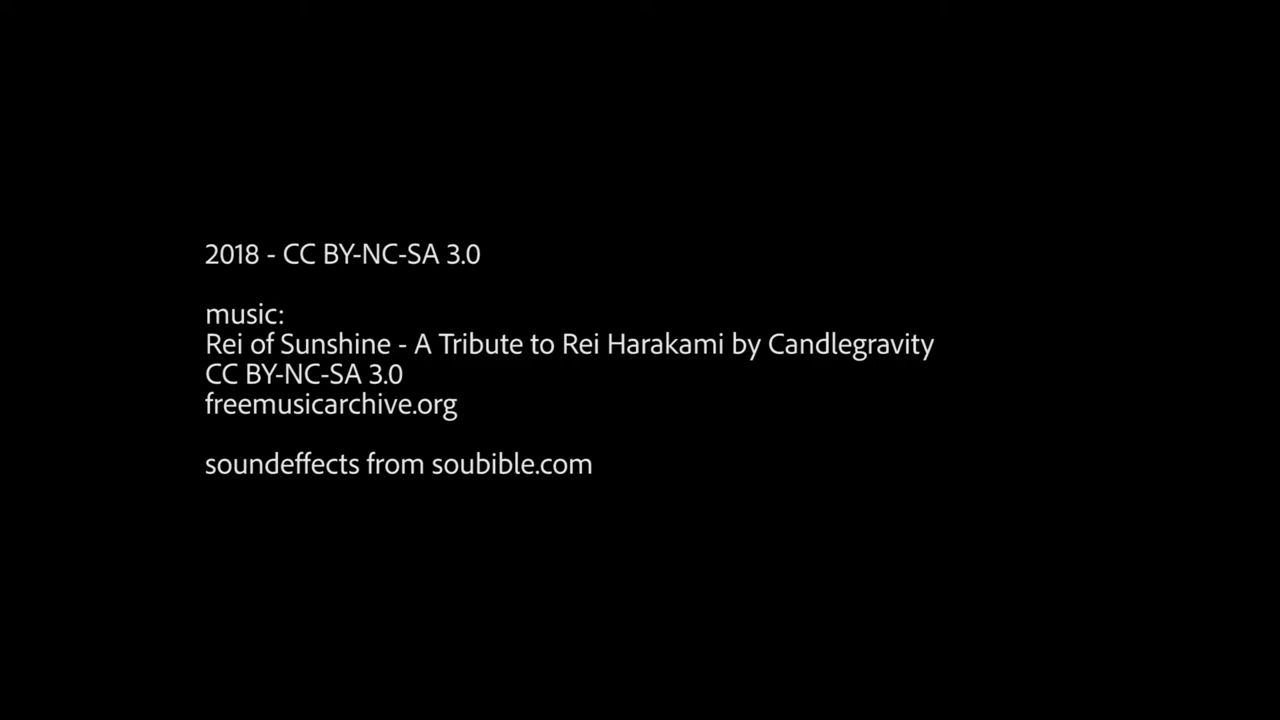 2018 - CC BY-NC-SA 3.0
music:
Rei of Sunshine - A Tribute to Rei Harakami by Candlegravity
CC BY-NC-SA 3.0
freemusicarchive.org
soundeffects from soubible.com